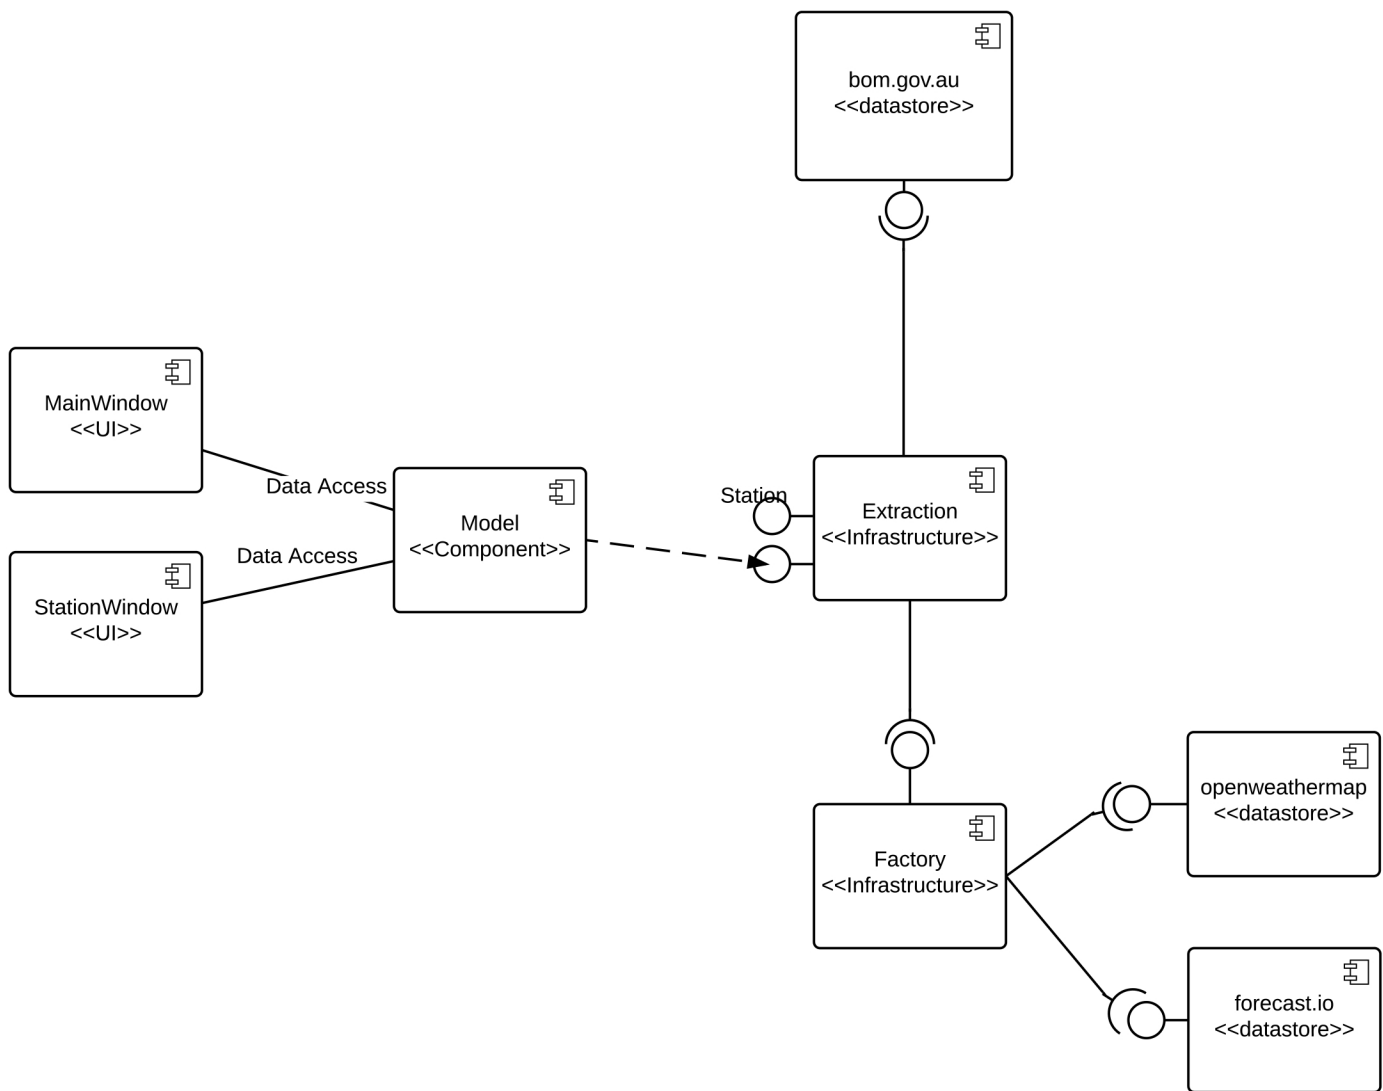 bom.gov.au
<<datastore>>
MainWindow
<<UI>>
Data Access
Model
<<Component>>
Station
Extraction
<<Infrastructure>>
Data Access
StationWindow
<<UI>>
openweathermap
<<datastore>>
Factory
<<Infrastructure>>
forecast.io
<<datastore>>